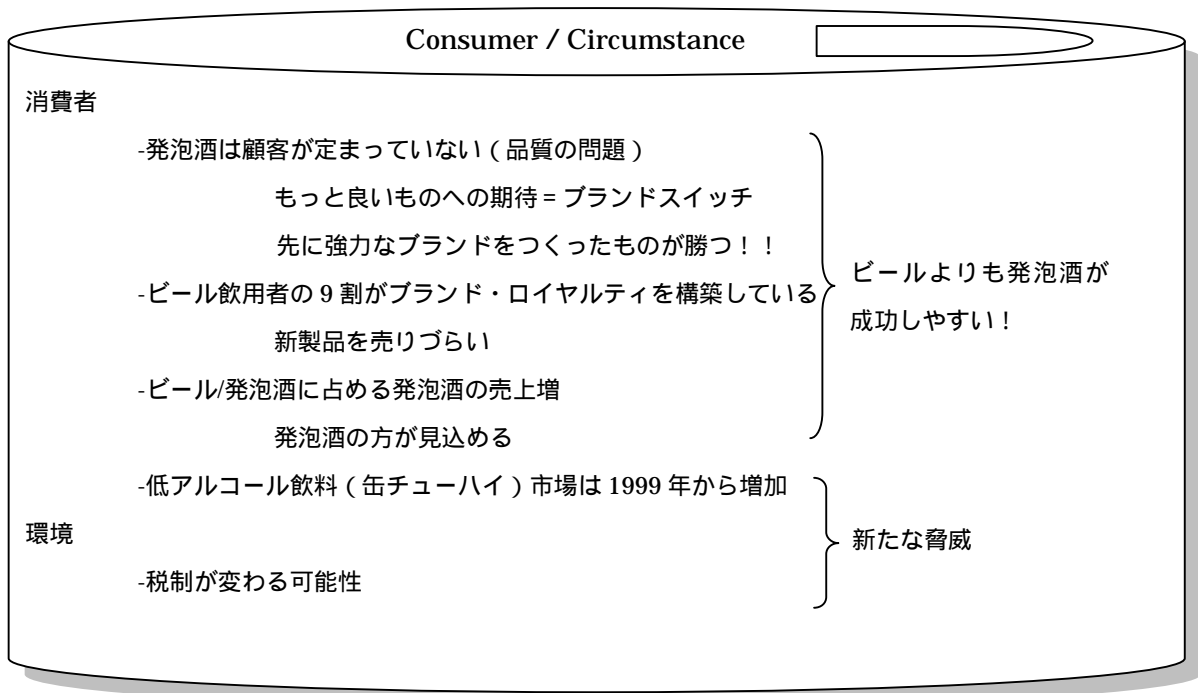 Consumer / Circumstance
消費者
-発泡酒は顧客が定まっていない ( 品質の問題 )
もっと良いものへの期待 = ブランドスイッチ
先に強力なブランドをつくったものが勝つ！！
-ビール飲用者の 9 割がブランド・ロイヤルティを構築している
新製品を売りづらい
-ビール/発泡酒に占める発泡酒の売上増
発泡酒の方が見込める
ビールよりも発泡酒が
成功しやすい！
-低アルコール飲料 ( 缶チューハイ ) 市場は 1999 年から増加
環境
-税制が変わる可能性
新たな脅威